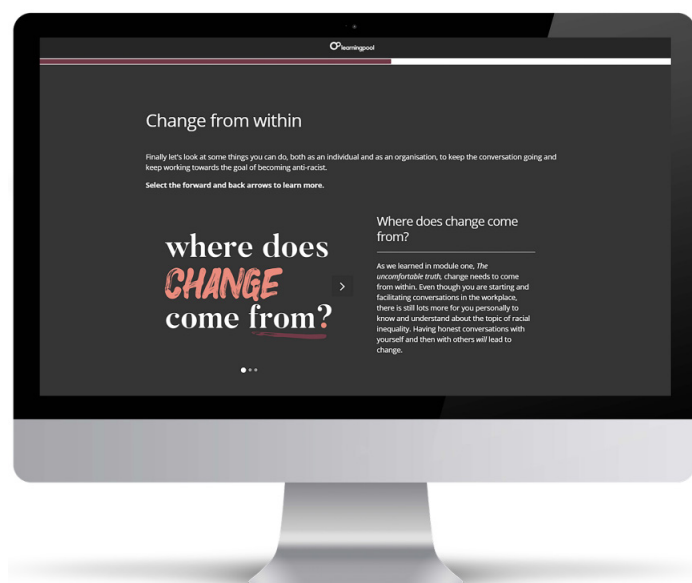 learningpool
Change from within
Finally let's look at some things you can do, both as an individual and as an organisation, to keep the conversation going and
keep working towards the goal of becoming anti-racist.
Select the forward and back arrows to learn more.
where does
CHANGE
come from?
Where does change come
from?
As we learned in module one, The
uncomfortable truth, change needs to come
from within. Even though you are starting and
facilitating conversations in the workplace,
there is still lots more for you personally to
know and understand about the topic of racial
inequality. Having honest conversations with
yourself and then with others will lead to
change.